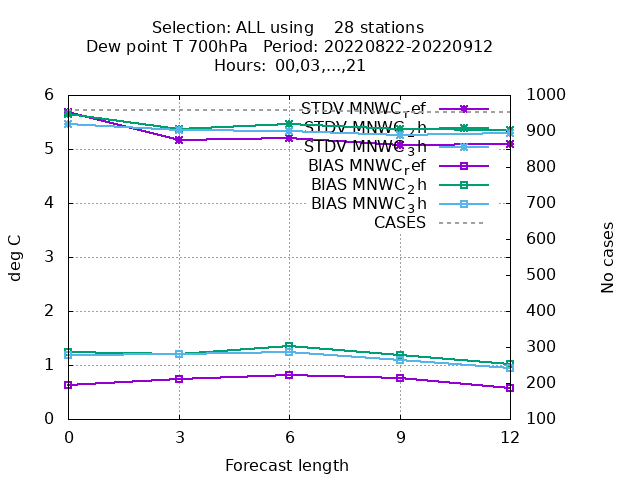 Selection: ALL using    28 stations
Dew point T 700hPa   Period: 20220822-20220912
Hours: 00,03,...,21
6
5
4
3
2
1
0
deg C
1000
900
800
700
600
500
400
300
200
100
No cases
STDV MNWC_ref
STDV MNWC_2h
STDV MNWC_3h
BIAS MNWC_ref
BIAS MNWC_2h
BIAS MNWC_3h
CASES
0 3 6 9 12
Forecast length